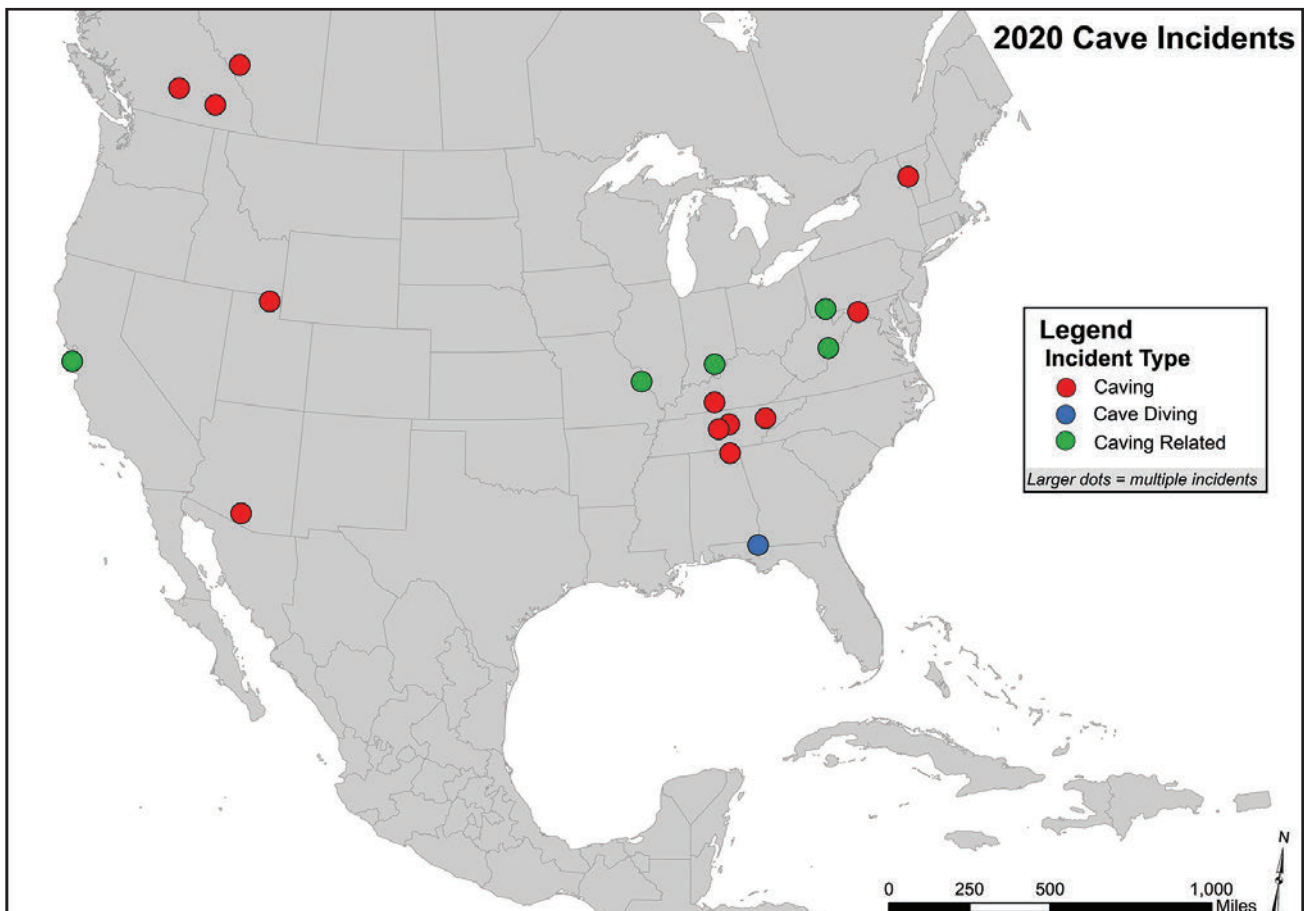 2020 Cave Incidents
Legend
Incident Type
Caving
Cave Diving
Caving Related
Larger dots = multiple incidents
N
0 250 500 1,000
Miles